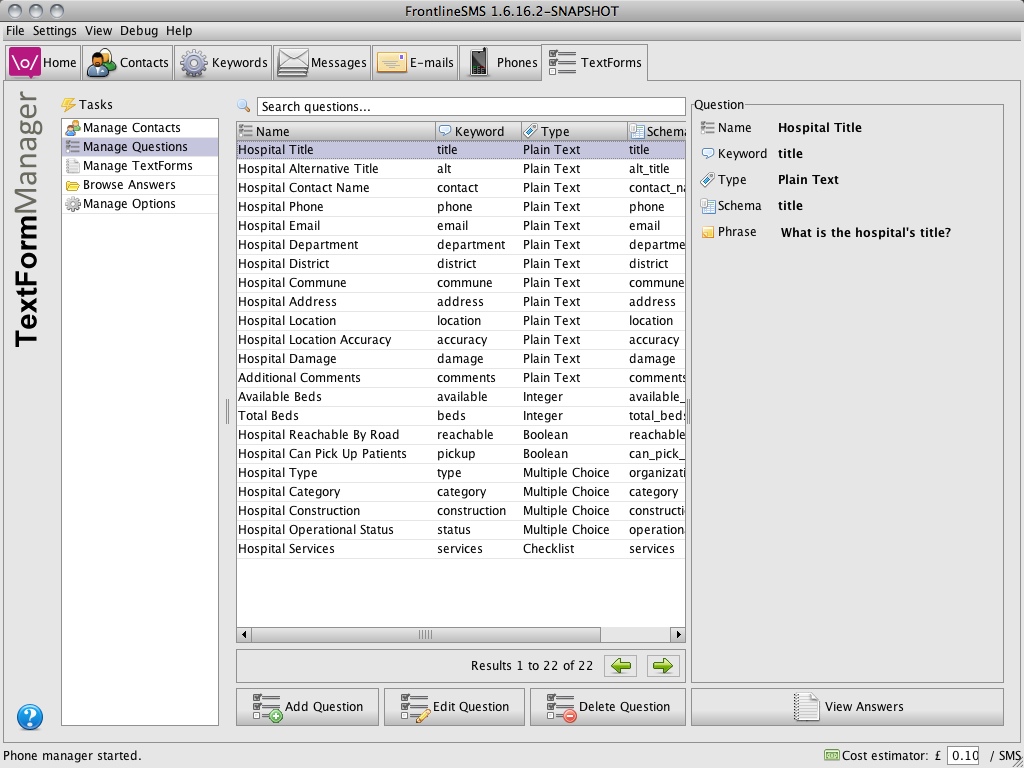 FrontlineSMS 1.6.16.2-SNAPSHOT
File Settings View Debug Help
\o/ Home Contacts Keywords Messages E-mails Phones TextForms
TextFormManager
Tasks
Manage Contacts
Manage Questions
Manage TextForms
Browse Answers
Manage Options
Search questions...
Name Keyword Type Schema
Hospital Title title Plain Text title
Hospital Alternative Title alt Plain Text alt_title
Hospital Contact Name contact Plain Text contact_na
Hospital Phone phone Plain Text phone
Hospital Email email Plain Text email
Hospital Department department Plain Text departme
Hospital District district Plain Text district
Hospital Commune commune Plain Text commune
Hospital Address address Plain Text address
Hospital Location location Plain Text location
Hospital Location Accuracy accuracy Plain Text accuracy
Hospital Damage damage Plain Text damage
Additional Comments comments Plain Text comments
Available Beds available Integer available_
Total Beds beds Integer total_beds
Hospital Reachable By Road reachable Boolean reachable
Hospital Can Pick Up Patients pickup Boolean can_pick_
Hospital Type type Multiple Choice organizati
Hospital Category category Multiple Choice category
Hospital Construction construction Multiple Choice constructi
Hospital Operational Status status Multiple Choice operation
Hospital Services services Checklist services
Results 1 to 22 of 22
Add Question Edit Question Delete Question
Question
Name Hospital Title
Keyword title
Type Plain Text
Schema title
Phrase What is the hospital's title?
View Answers
?
Phone manager started.
Cost estimator: £ 0.10 / SMS